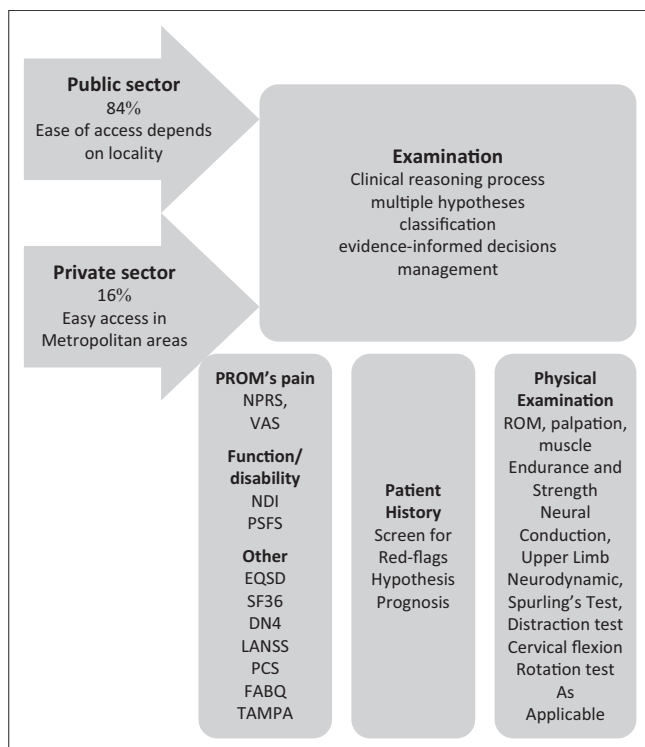 Public sector
84%
Ease of access depends
on locality
Private sector
16%
Easy access in
Metropolitan areas
Examination
Clinical reasoning process
multiple hypotheses
classification
evidence-informed decisions
management
PROM's pain
NPRS,
VAS
Function/
disability
NDI
PSFS
Other
EQSD
SF36
DN4
LANSS
PCS
FABQ
TAMPA
Patient
History
Screen for
Red-flags
Hypothesis
Prognosis
Physical
Examination
ROM, palpation,
muscle
Endurance and
Strength
Neural
Conduction,
Upper Limb
Neurodynamic,
Spurling's Test,
Distraction test
Cervical flexion
Rotation test
As
Applicable